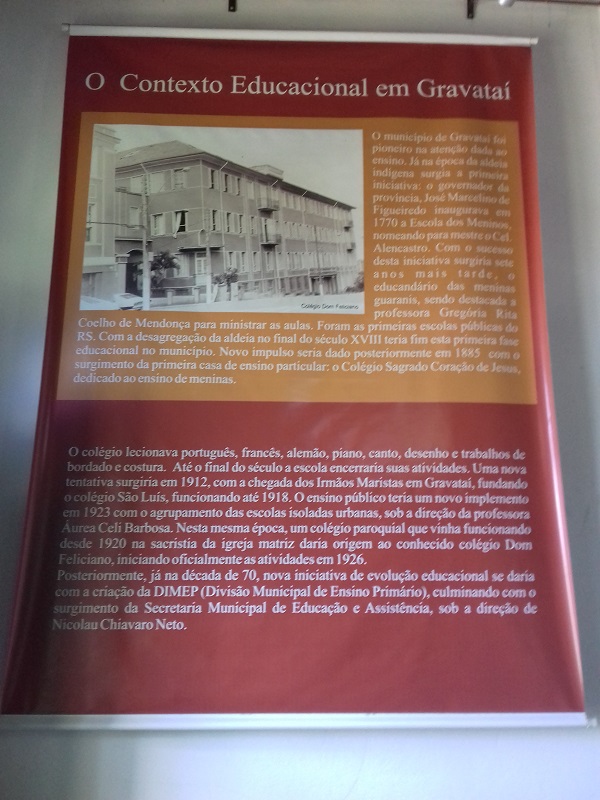 O Contexto Educacional em Gravataí
O município de Gravataí foi
pioneiro na atenção dada ao
ensino. Já na época da aldeia
indígena surgia a primeira
iniciativa: o governador da
província, José Marcelino de
Figueiredo inaugurava em
1770 a Escola dos Meninos,
nomeando para mestre o Cel.
Alencastro. Com o sucesso
desta iniciativa surgiria sete
anos mais tarde, o
educandário das meninas
guaranis, sendo destacada a
professora Gregória Rita
Colégio Dom Feliciano
Coelho de Mendonça para ministrar as aulas. Foram as primeiras escolas públicas do
RS. Com a desagregação da aldeia no final do século XVIII teria fim esta primeira fase
educacional no município. Novo impulso seria dado posteriormente em 1885 com o
surgimento da primeira casa de ensino particular: o Colégio Sagrado Coração de Jesus,
dedicado ao ensino de meninas.
O colégio lecionava português, francês, alemão, piano, canto, desenho e trabalhos de
bordado e costura. Até o final do século a escola encerraria suas atividades. Uma nova
tentativa surgiria em 1912, com a chegada dos Irmãos Maristas em Gravataí, fundando
o colégio São Luís, funcionando até 1918. O ensino público teria um novo implemento
em 1923 com o agrupamento das escolas isoladas urbanas, sob a direção da professora
Áurea Celi Barbosa. Nesta mesma época, um colégio paroquial que vinha funcionando
desde 1920 na sacristia da igreja matriz daria origem ao conhecido colégio Dom
Feliciano, iniciando oficialmente as atividades em 1926.
Posteriormente, já na década de 70, nova iniciativa de evolução educacional se daria
com a criação da DIMEP (Divisão Municipal de Ensino Primário), culminando com o
surgimento da Secretaria Municipal de Educação e Assistência, sob a direção de
Nicolau Chiavaro Neto.